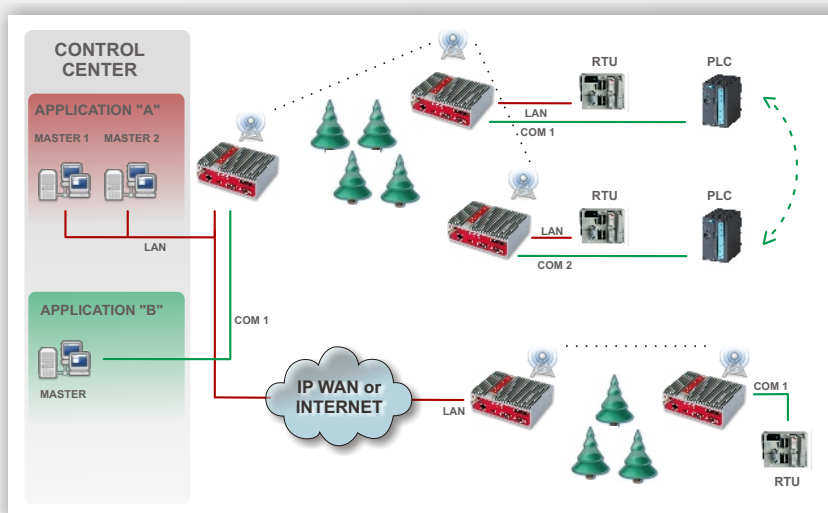 CONTROL
CENTER
APPLICATION "A"
MASTER 1
MASTER 2
LAN
APPLICATION "B"
MASTER
COM 1
RTU
PLC
LAN
COM 1
RTU
PLC
LAN
COM 2
IP WAN or
INTERNET
LAN
COM 1
RTU